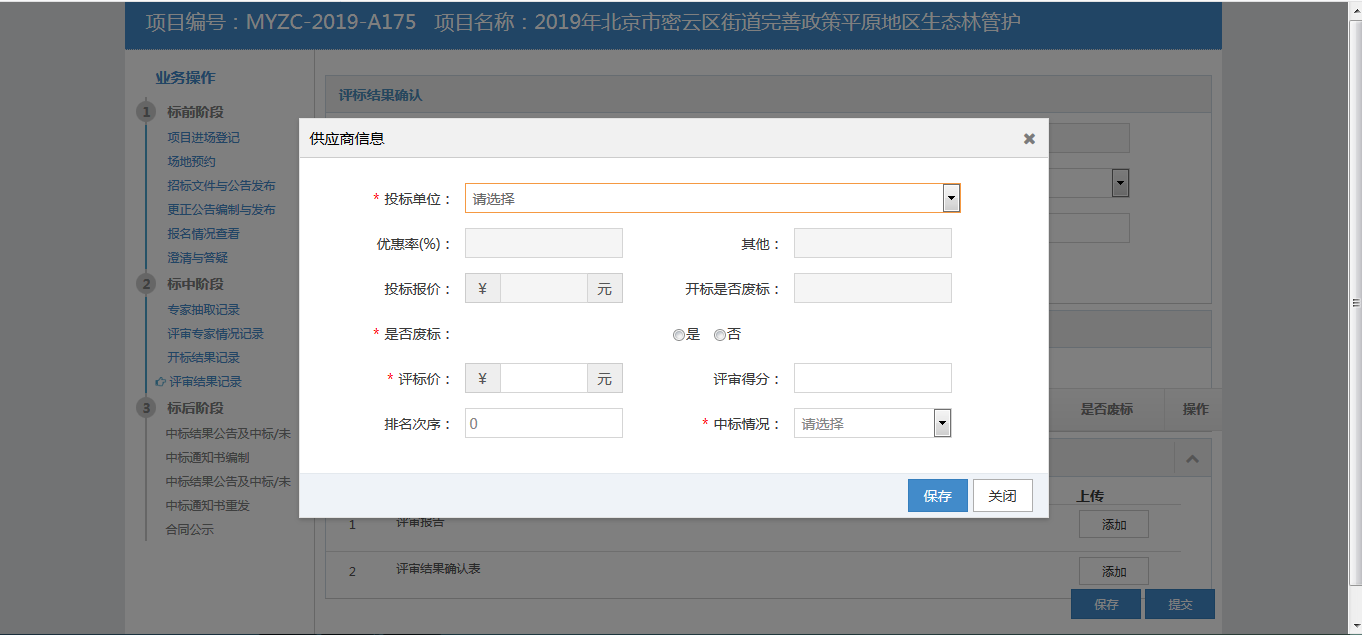 项目编号：MYZC-2019-A175 项目名称：2019年北京市密云区街道完善政策平原地区生态林管护
业务操作
1 标前阶段
项目进场登记
场地预约
招标文件与公告发布
更正公告编制与发布
报名情况查看
澄清与答疑
2 标中阶段
专家抽取记录
评审专家情况记录
开标结果记录
评审结果记录
3 标后阶段
中标结果公告及中标/未
中标通知书编制
中标结果公告及中标/未
中标通知书重发
合同公示
评标结果确认
供应商信息
* 投标单位： 请选择
优惠率(%)： 其他：
投标报价： ¥ 元 开标是否废标：
* 是否废标： 是 否
* 评标价： ¥ 元 评审得分：
排名次序： 0 * 中标情况： 请选择
保存 关闭
是否废标 操作
上传
1 评审报告 添加
2 评审结果确认表 添加
保存 提交